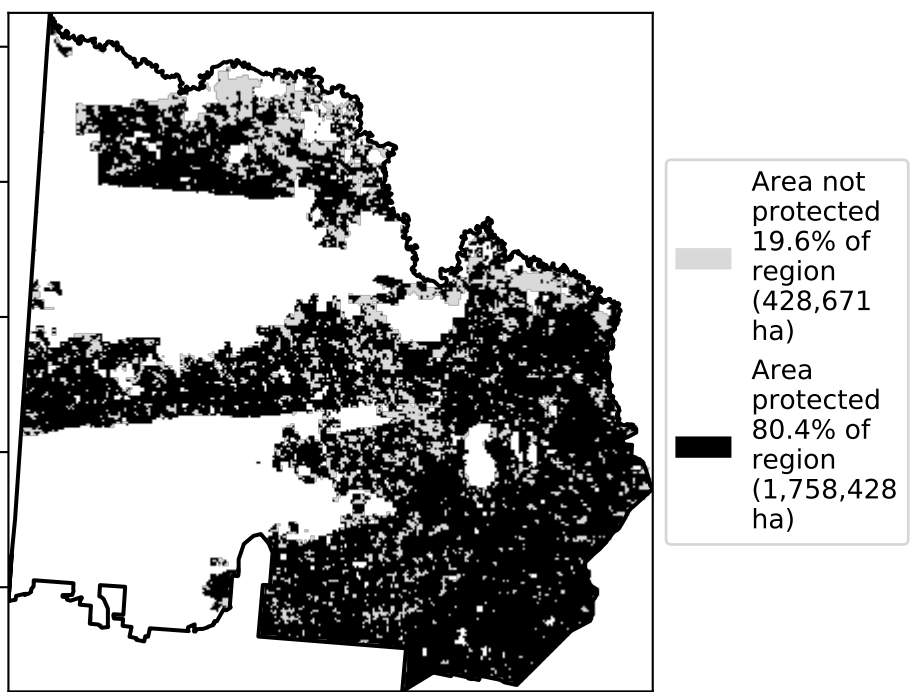 Area not
protected
19.6% of
region
(428,671
ha)
Area
protected
80.4% of
region
(1,758,428
ha)